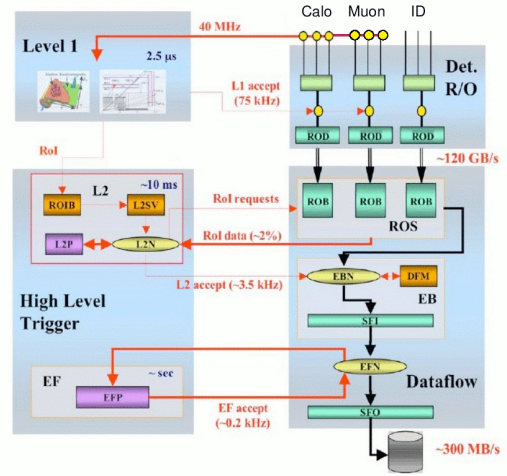 Calo Muon ID
40 MHz
Level 1
2.5 μs
Det.
R/O
L1 accept
(75 kHz)
ROD ROD ROD
~120 GB/s
RoI
L2
~10 ms
ROIB
L2SV
L2P
L2N
RoI requests
RoI data (~2%)
ROB
ROB
ROB
ROS
L2 accept (~3.5 kHz)
EBN
DFM
EB
SFI
High Level
Trigger
EF
~ sec
EFP
EF accept
(~0.2 kHz)
EFN
Dataflow
SFO
~300 MB/s